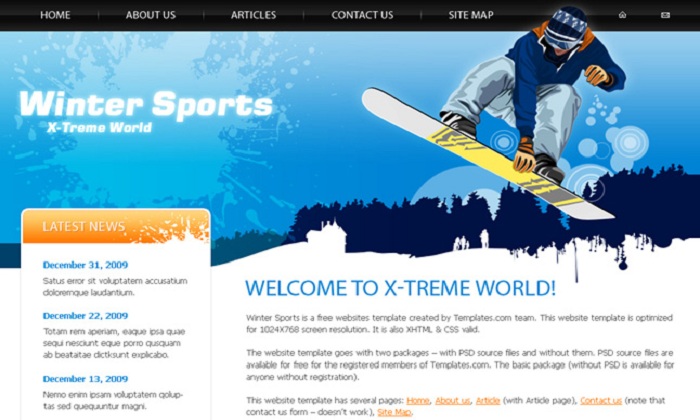 HOME
ABOUT US
ARTICLES
CONTACT US
SITE MAP
Winter Sports
X-Treme World
LATEST NEWS
December 31, 2009
Satus error sit voluptatem accusatium
doloremque laudantium.
December 22, 2009
Totam rem aperiam, eaque ipsa quae
sequi nesciunt eque porro quisquam
ab beatatae dictksunt explicabo.
December 13, 2009
Nemo enim ipsam voluptatem qolup-
tas sed quequuntur magni.
WELCOME TO X-TREME WORLD!
Winter Sports is a free websites template created by Templates.com team. This website template is optimized
for 1024X768 screen resolution. It is also XHTML & CSS valid.
The website template goes with two packages – with PSD source files and without them. PSD source files are
available for free for the registered members of Templates.com. The basic package (without PSD is available for
anyone without registration).
This website template has several pages: Home, About us, Article (with Article page), Contact us (note that
contact us form – doesn't work), Site Map.